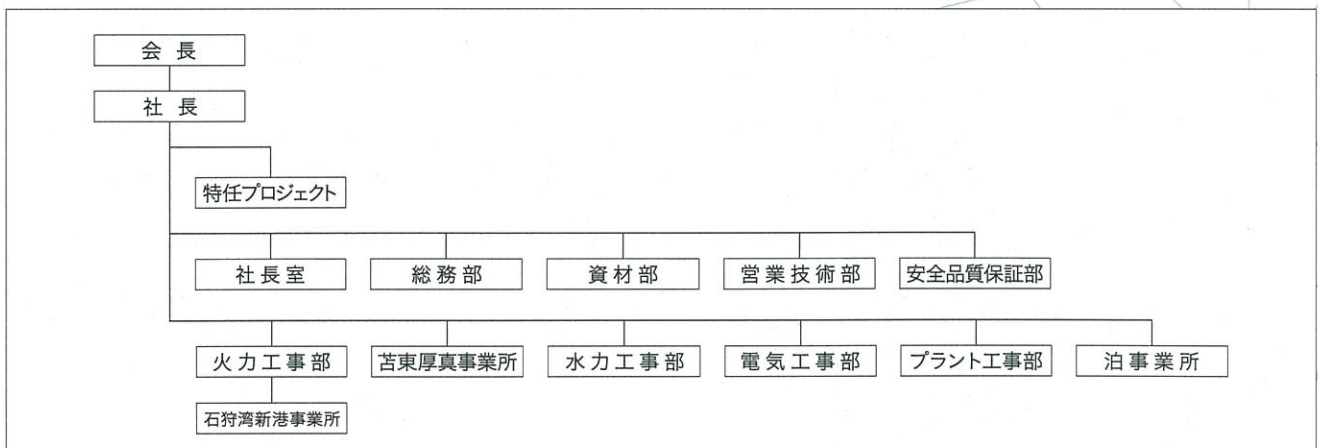 会長
社長
特任プロジェクト
社長室 総務部 資材部 営業技術部 安全品質保証部
火力工事部 苫東厚真事業所 水力工事部 電気工事部 プラント工事部 泊事業所
石狩湾新港事業所